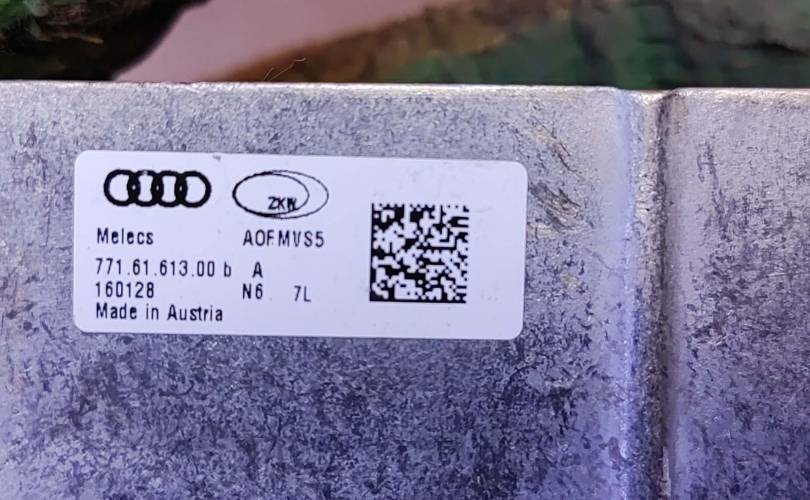 ZKW
Melecs AOFMVS5
771.61.613.00 b A
160128 N6 7L
Made in Austria